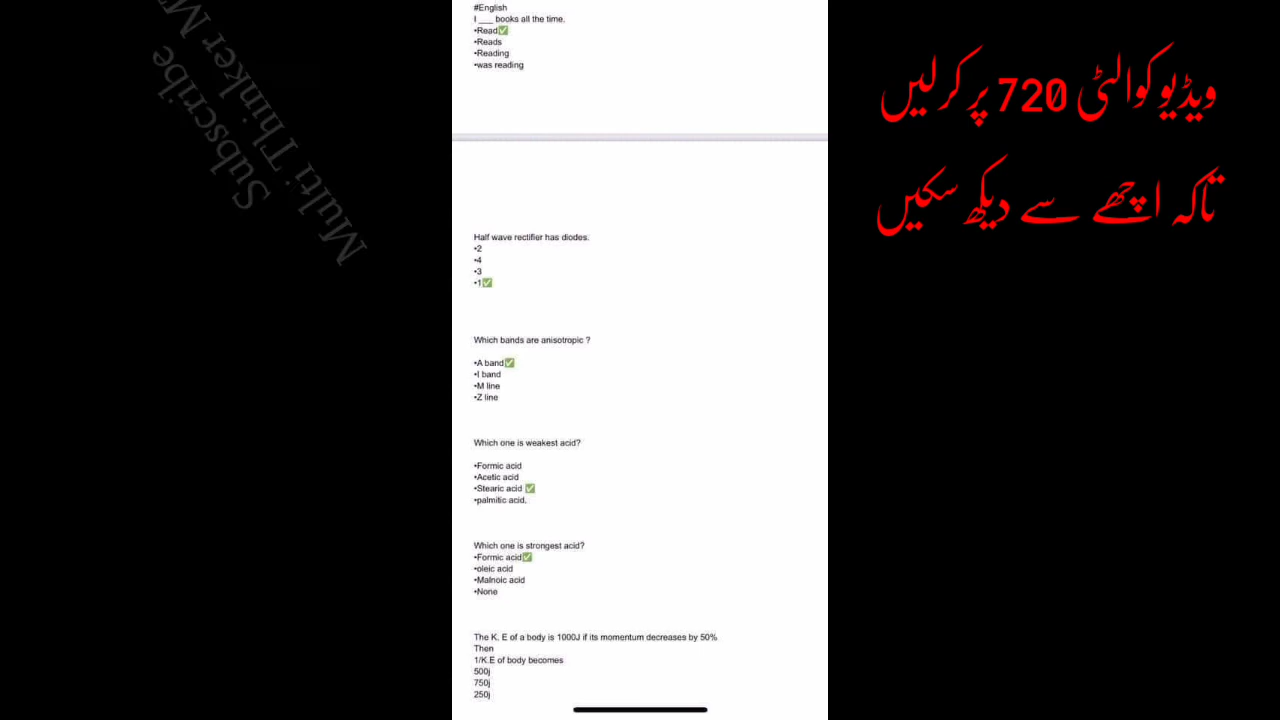 Subscribe
Multi Thinker M
#English
I ___ books all the time.
•Read✅
•Reads
•Reading
•was reading
Half wave rectifier has diodes.
•2
•4
•3
•1✅
Which bands are anisotropic ?
•A band✅
•I band
•M line
•Z line
Which one is weakest acid?
•Formic acid
•Acetic acid
•Stearic acid ✅
•palmitic acid.
Which one is strongest acid?
•Formic acid✅
•oleic acid
•Malnoic acid
•None
The K. E of a body is 1000J if its momentum decreases by 50%
Then
1/K.E of body becomes
500j
750j
250j
ویڈیو کوالٹی 720 پر کر لیں
تاکہ اچھے سے دیکھ سکیں